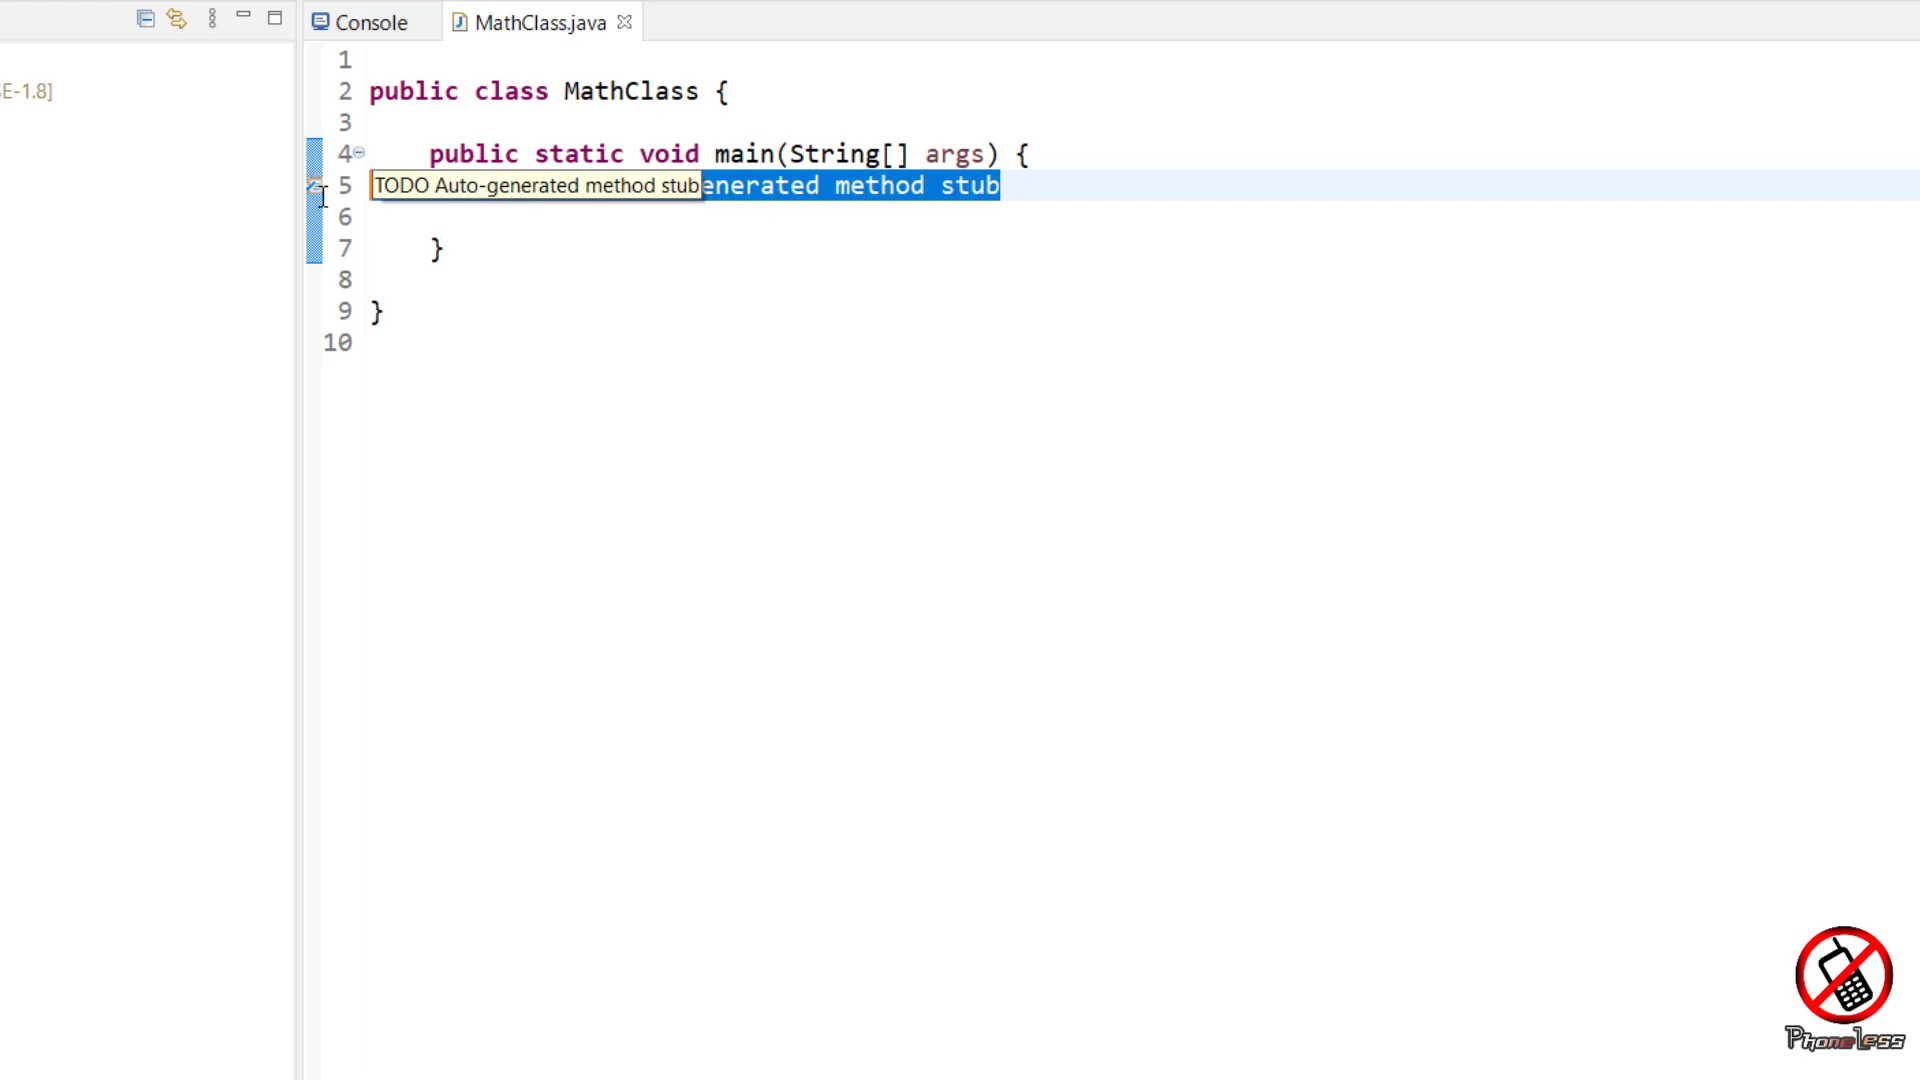 Console
MathClass.java
E-1.8]
1
2 public class MathClass {
3
4 public static void main(String[] args) {
5 TODO Auto-generated method stub enerated method stub
6
7 }
8
9 }
10
Phoneless